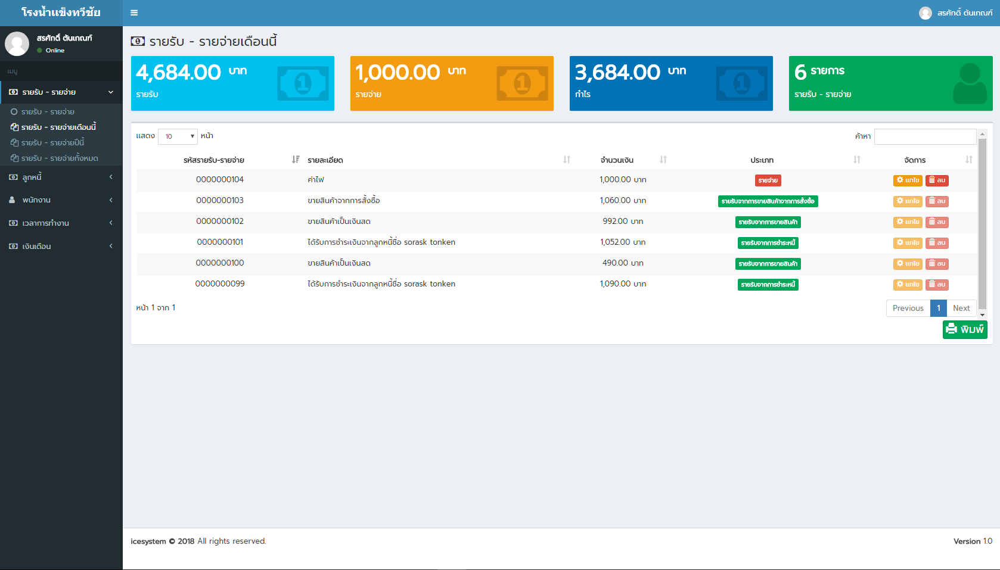 โรงน้ำแข็งทวีชัย
สรศักดิ์ ตันเกณฑ์
สรศักดิ์ ตันเกณฑ์
Online
เมนู
รายรับ - รายจ่าย
รายรับ - รายจ่าย
รายรับ - รายจ่ายเดือนนี้
รายรับ - รายจ่ายปีนี้
รายรับ - รายจ่ายทั้งหมด
ลูกหนี้
พนักงาน
เวลาการทำงาน
เงินเดือน
รายรับ - รายจ่ายเดือนนี้
4,684.00 บาท
รายรับ
1,000.00 บาท
รายจ่าย
3,684.00 บาท
กำไร
6 รายการ
รายรับ - รายจ่าย
แสดง 10 หน้า ค้าหา
รหัสรายรับ-รายจ่าย รายละเอียด จำนวนเงิน ประเภท จัดการ
0000000104 ค่าไฟ 1,000.00 บาท รายจ่าย แก้ไข ลบ
0000000103 ขายสินค้าจากการสั่งซื้อ 1,060.00 บาท รายรับจากการขายสินค้าจากการสั่งซื้อ แก้ไข ลบ
0000000102 ขายสินค้าเป็นเงินสด 992.00 บาท รายรับจากการขายสินค้า แก้ไข ลบ
0000000101 ได้รับการชำระเงินจากลูกหนี้ชื่อ sorask tonken 1,052.00 บาท รายรับจากการชำระหนี้ แก้ไข ลบ
0000000100 ขายสินค้าเป็นเงินสด 490.00 บาท รายรับจากการขายสินค้า แก้ไข ลบ
0000000099 ได้รับการชำระเงินจากลูกหนี้ชื่อ sorask tonken 1,090.00 บาท รายรับจากการชำระหนี้ แก้ไข ลบ
หน้า 1 จาก 1 Previous 1 Next
พิมพ์
icesystem © 2018 All rights reserved. Version 1.0